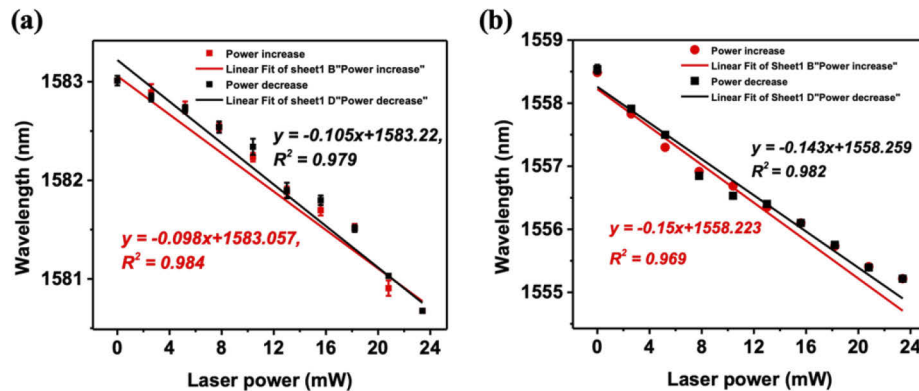 (a)
1583
1582
1581
Wavelength (nm)
0 4 8 12 16 20 24
Laser power (mW)
Power increase
Linear Fit of sheet1 B"Power increase"
Power decrease
Linear Fit of sheet1 D"Power decrease"
y = -0.105x+1583.22,
R² = 0.979
y = -0.098x+1583.057,
R² = 0.984
(b)
1559
1558
1557
1556
1555
Wavelength (nm)
0 4 8 12 16 20 24
Laser power (mW)
Power increase
Linear Fit of Sheet1 B"Power increase"
Power decrease
Linear Fit of Sheet1 D"Power decrease"
y = -0.143x+1558.259
R² = 0.982
y = -0.15x+1558.223
R² = 0.969